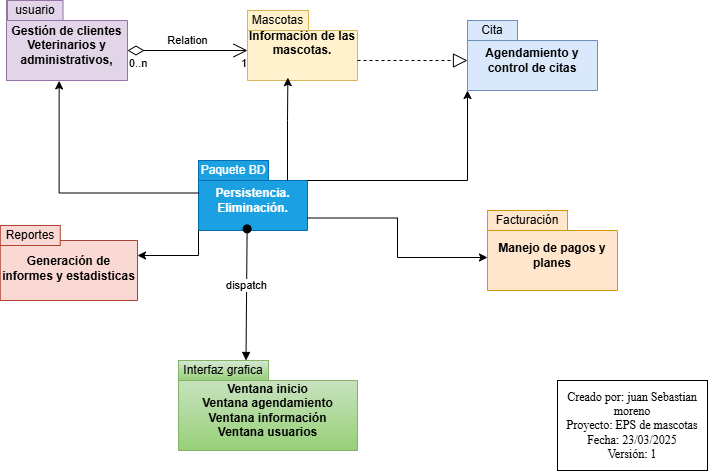 usuario
Gestión de clientes
Veterinarios y
administrativos,
Relation
0..n
1
Mascotas
Información de las
mascotas.
Cita
Agendamiento y
control de citas
Paquete BD
Persistencia.
Eliminación.
Reportes
Generación de
informes y estadisticas
Facturación
Manejo de pagos y
planes
dispatch
Interfaz grafica
Ventana inicio
Ventana agendamiento
Ventana información
Ventana usuarios
Creado por: juan Sebastian
moreno
Proyecto: EPS de mascotas
Fecha: 23/03/2025
Versión: 1